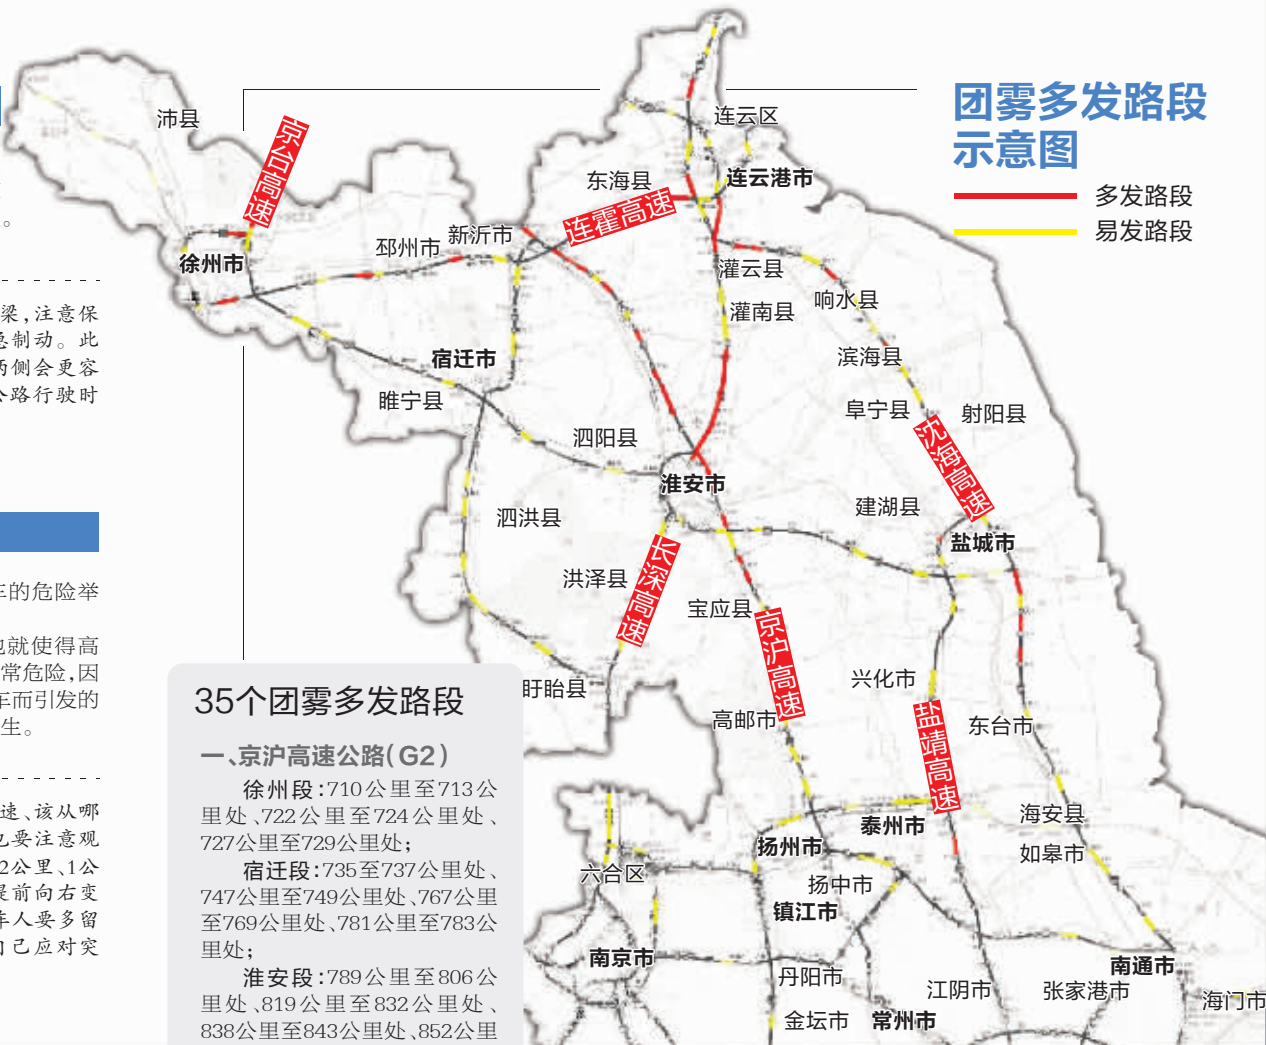 团雾多发路段
示意图
多发路段
易发路段
沛县
京台高速
连云区
东海县
连云港市
连霍高速
新沂市
邳州市
徐州市
灌云县
响水县
灌南县
滨海县
宿迁市
睢宁县
阜宁县
射阳县
沈海高速
泗阳县
淮安市
建湖县
盐城市
泗洪县
长深高速
洪泽县
宝应县
京沪高速
兴化市
盱眙县
高邮市
盐靖高速
东台市
海安县
泰州市
扬州市
如皋市
六合区
扬中市
镇江市
南京市
南通市
丹阳市
江阴市
张家港市
海门市
金坛市
常州市
。
梁,注意保
急制动。此
两侧会更容
公路行驶时
车的危险举
也就使得高
常危险,因
车而引发的
生。
速、该从哪
也要注意观
2公里、1公
提前向右变
车人要多留
自己应对突
35个团雾多发路段
一、京沪高速公路(G2)
徐州段:710公里至713公
里处、722公里至724公里处、
727公里至729公里处;
宿迁段:735至737公里处、
747公里至749公里处、767公里
至769公里处、781公里至783公
里处;
淮安段:789公里至806公
里处、819公里至832公里处、
838公里至843公里处、852公里